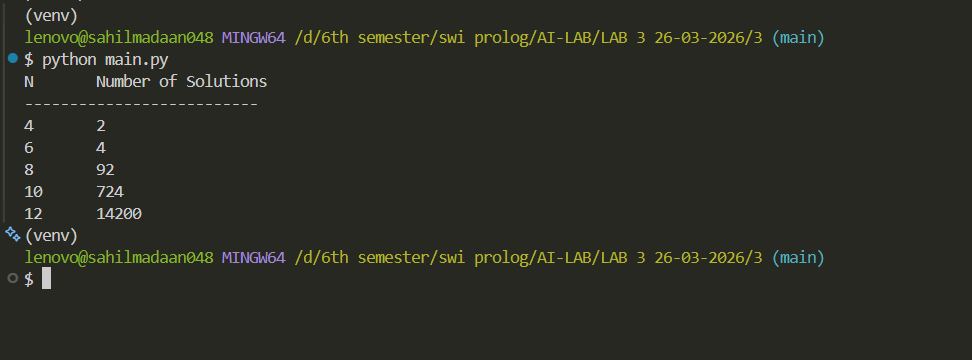 (venv)
lenovo@sahilmadaan048 MINGW64 /d/6th semester/swi prolog/AI-LAB/LAB 3 26-03-2026/3 (main)
$ python main.py
N       Number of Solutions
--------------------------
4       2
6       4
8       92
10      724
12      14200
(venv)
lenovo@sahilmadaan048 MINGW64 /d/6th semester/swi prolog/AI-LAB/LAB 3 26-03-2026/3 (main)
$